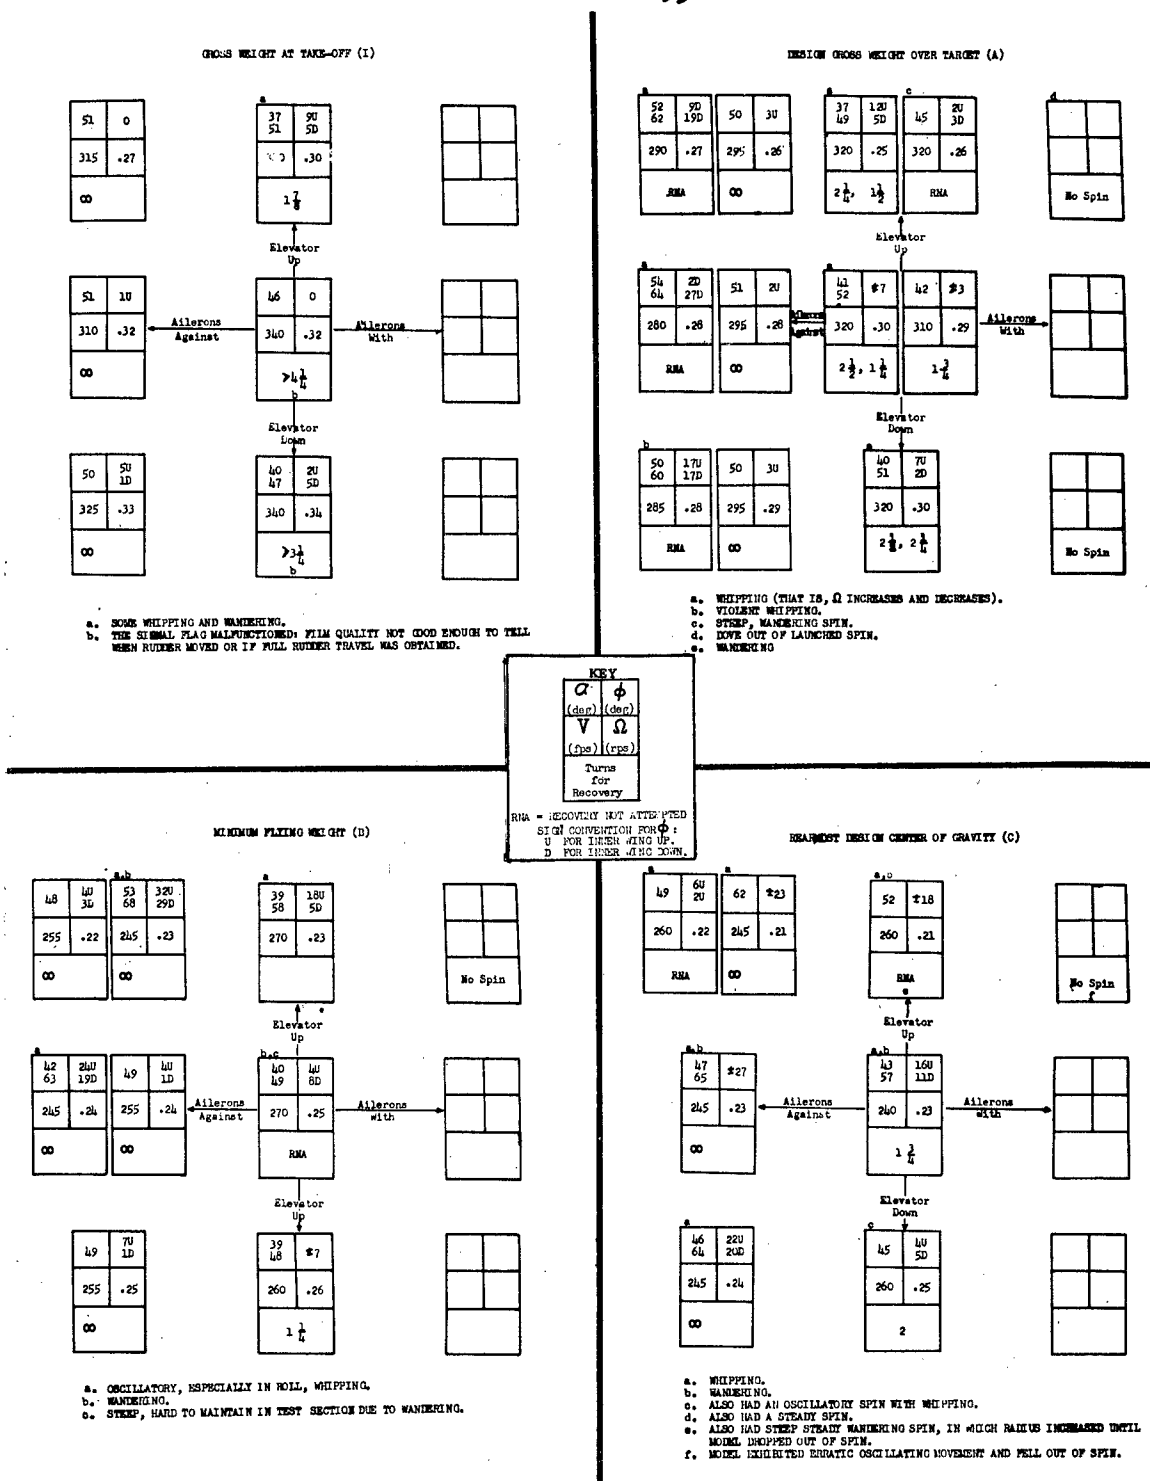 GROSS WEIGHT AT TAKE-OFF (I)
a
51 0
315 .27
∞
37 9U
51 5D
.30
1 7/8
Elevator
Up
51 1U
310 .32
∞
Ailerons
Against
46 0
340 .32
>4 1/4
b
Ailerons
With
Elevator
Down
50 5U
1D
325 .33
∞
40 2U
47 5D
340 .34
>3 1/4
b
a. SOME WHIPPING AND WANDERING.
b. THE SIGNAL FLAG MALFUNCTIONED: FILM QUALITY NOT GOOD ENOUGH TO TELL
WHEN RUDDER MOVED OR IF FULL RUDDER TRAVEL WAS OBTAINED.
DESIGN GROSS WEIGHT OVER TARGET (A)
a
52 9D
62 19D
290 .27
RNA
50 3U
295 .26
∞
a
37 12U
49 5D
320 .25
2 1/4, 1 1/2
c
45 2U
3D
320 .26
RNA
d
No Spin
Elevator
Up
a
54 2D
64 27D
280 .28
RNA
51 2U
295 .28
∞
Ailerons
Against
a
41 ±7
52
320 .30
2 1/2, 1 1/4
42 ±3
310 .29
1 3/4
Ailerons
With
Elevator
Down
b
50 17U
60 17D
285 .28
RNA
50 3U
295 .29
∞
40 7U
51 2D
320 .30
, 2 1/4
No Spin
a. WHIPPING (THAT IS, Ω INCREASES AND DECREASES).
b. VIOLENT WHIPPING.
c. STEEP, WANDERING SPIN.
d. DOVE OUT OF LAUNCHED SPIN.
e. WANDERING
KEY
α φ
(deg) (deg)
V Ω
(fps) (rps)
Turns
for
Recovery
RNA = RECOVERY NOT ATTEMPTED
SIGN CONVENTION FOR φ :
U FOR INNER WING UP.
D FOR INNER WING DOWN.
MINIMUM FLYING WEIGHT (D)
48 4U
3D
255 .22
∞
a,b
53 32U
68 29D
245 .23
∞
a
39 18U
58 5D
270 .23
No Spin
Elevator
Up
a
42 24U
63 19D
245 .24
∞
49 4U
1D
255 .24
∞
Ailerons
Against
b,c
40 4U
49 8D
270 .25
RNA
Ailerons
With
Elevator
Up
49 7U
1D
255 .25
∞
39 ±7
48
260 .26
1 1/4
a. OSCILLATORY, ESPECIALLY IN ROLL, WHIPPING.
b. WANDERING.
c. STEEP, HARD TO MAINTAIN IN TEST SECTION DUE TO WANDERING.
REARMOST DESIGN CENTER OF GRAVITY (C)
a
49 6U
2U
260 .22
RNA
a
62 ±23
245 .21
∞
52 ±18
260 .21
RNA
e
No Spin
f
Elevator
Up
a,b
47 ±27
65
245 .23
∞
Ailerons
Against
a,b
43 16U
57 11D
240 .23
1 3/4
Ailerons
With
Elevator
Down
a
46 22U
64 20D
245 .24
∞
c
45 4U
5D
260 .25
2
a. WHIPPING.
b. WANDERING.
c. ALSO HAD AN OSCILLATORY SPIN WITH WHIPPING.
d. ALSO HAD A STEADY SPIN.
e. ALSO HAD STEEP STEADY WANDERING SPIN, IN WHICH RADIUS INCREASED UNTIL
MODEL DROPPED OUT OF SPIN.
f. MODEL EXHIBITED ERRATIC OSCILLATING MOVEMENT AND FELL OUT OF SPIN.